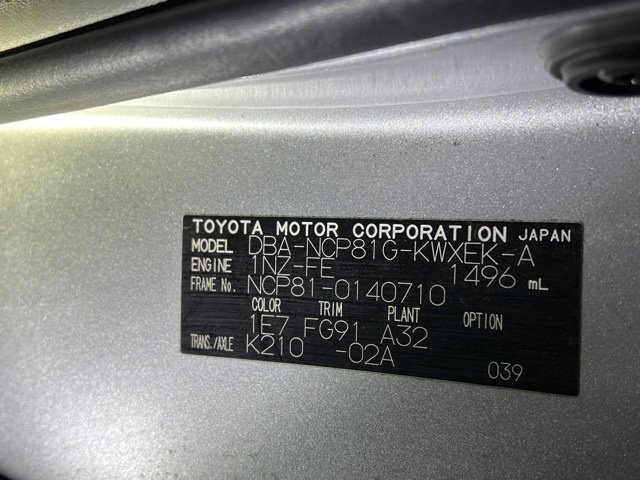 TOYOTA MOTOR CORPORATION JAPAN
MODEL DBA-NCP81G-KWXEK-A
ENGINE 1NZ-FE 1496 mL
FRAME No. NCP81-0140710
COLOR TRIM PLANT OPTION
1E7 FG91 A32
TRANS./AXLE K210 -02A
039